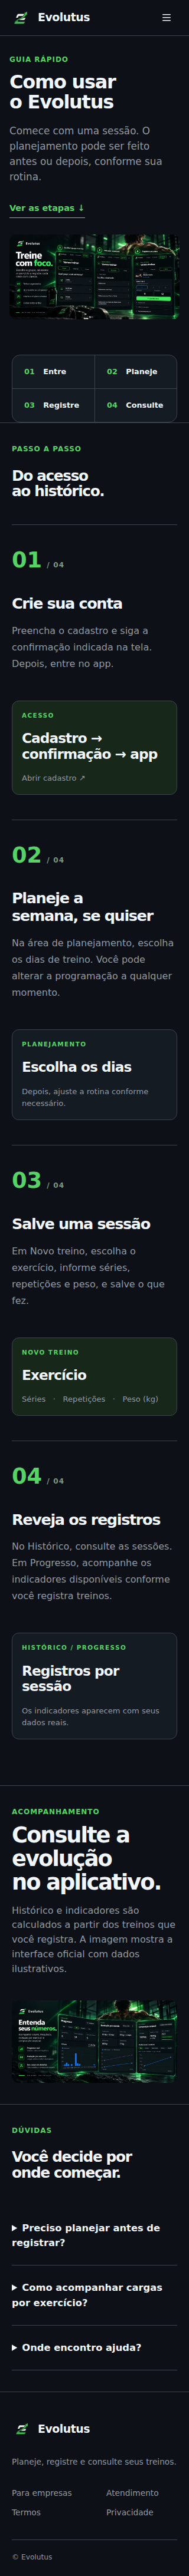 Evolutus
GUIA RÁPIDO
Como usar
o Evolutus
Comece com uma sessão. O
planejamento pode ser feito
antes ou depois, conforme sua
rotina.
Ver as etapas ↓
Evolutus
Treine
com foco.
01 Entre
02 Planeje
03 Registre
04 Consulte
PASSO A PASSO
Do acesso
ao histórico.
01 / 04
Crie sua conta
Preencha o cadastro e siga a
confirmação indicada na tela.
Depois, entre no app.
ACESSO
Cadastro →
confirmação → app
Abrir cadastro ↗
02 / 04
Planeje a
semana, se quiser
Na área de planejamento, escolha
os dias de treino. Você pode
alterar a programação a qualquer
momento.
PLANEJAMENTO
Escolha os dias
Depois, ajuste a rotina conforme
necessário.
03 / 04
Salve uma sessão
Em Novo treino, escolha o
exercício, informe séries,
repetições e peso, e salve o que
fez.
NOVO TREINO
Exercício
Séries · Repetições · Peso (kg)
04 / 04
Reveja os registros
No Histórico, consulte as sessões.
Em Progresso, acompanhe os
indicadores disponíveis conforme
você registra treinos.
HISTÓRICO / PROGRESSO
Registros por
sessão
Os indicadores aparecem com seus
dados reais.
ACOMPANHAMENTO
Consulte a
evolução
no aplicativo.
Histórico e indicadores são
calculados a partir dos treinos que
você registra. A imagem mostra a
interface oficial com dados
ilustrativos.
Evolutus
Entenda
seus números.
DÚVIDAS
Você decide por
onde começar.
▶ Preciso planejar antes de
registrar?
▶ Como acompanhar cargas
por exercício?
▶ Onde encontro ajuda?
Evolutus
Planeje, registre e consulte seus treinos.
Para empresas
Atendimento
Termos
Privacidade
© Evolutus